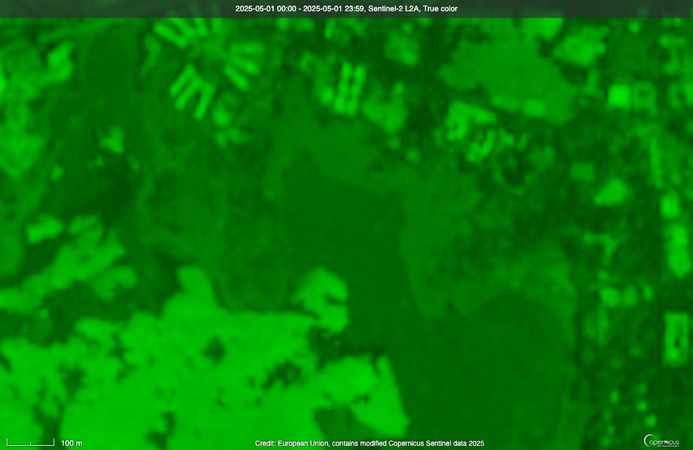 2025-05-01 00:00 - 2025-05-01 23:59, Sentinel-2 L2A, True color
100 m
Credit: European Union, contains modified Copernicus Sentinel data 2025
opernicus